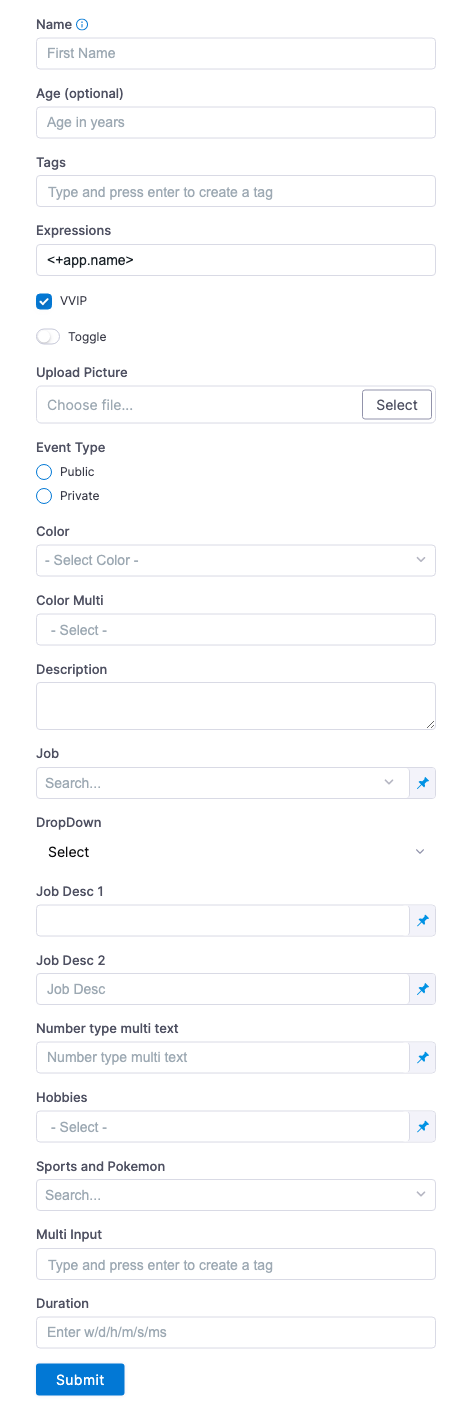 Name
First Name
Age (optional)
Age in years
Tags
Type and press enter to create a tag
Expressions
<+app.name>
VVIP
Toggle
Upload Picture
Choose file...
Select
Event Type
Public
Private
Color
- Select Color -
Color Multi
- Select -
Description
Job
Search...
DropDown
Select
Job Desc 1
Job Desc 2
Job Desc
Number type multi text
Number type multi text
Hobbies
- Select -
Sports and Pokemon
Search...
Multi Input
Type and press enter to create a tag
Duration
Enter w/d/h/m/s/ms
Submit